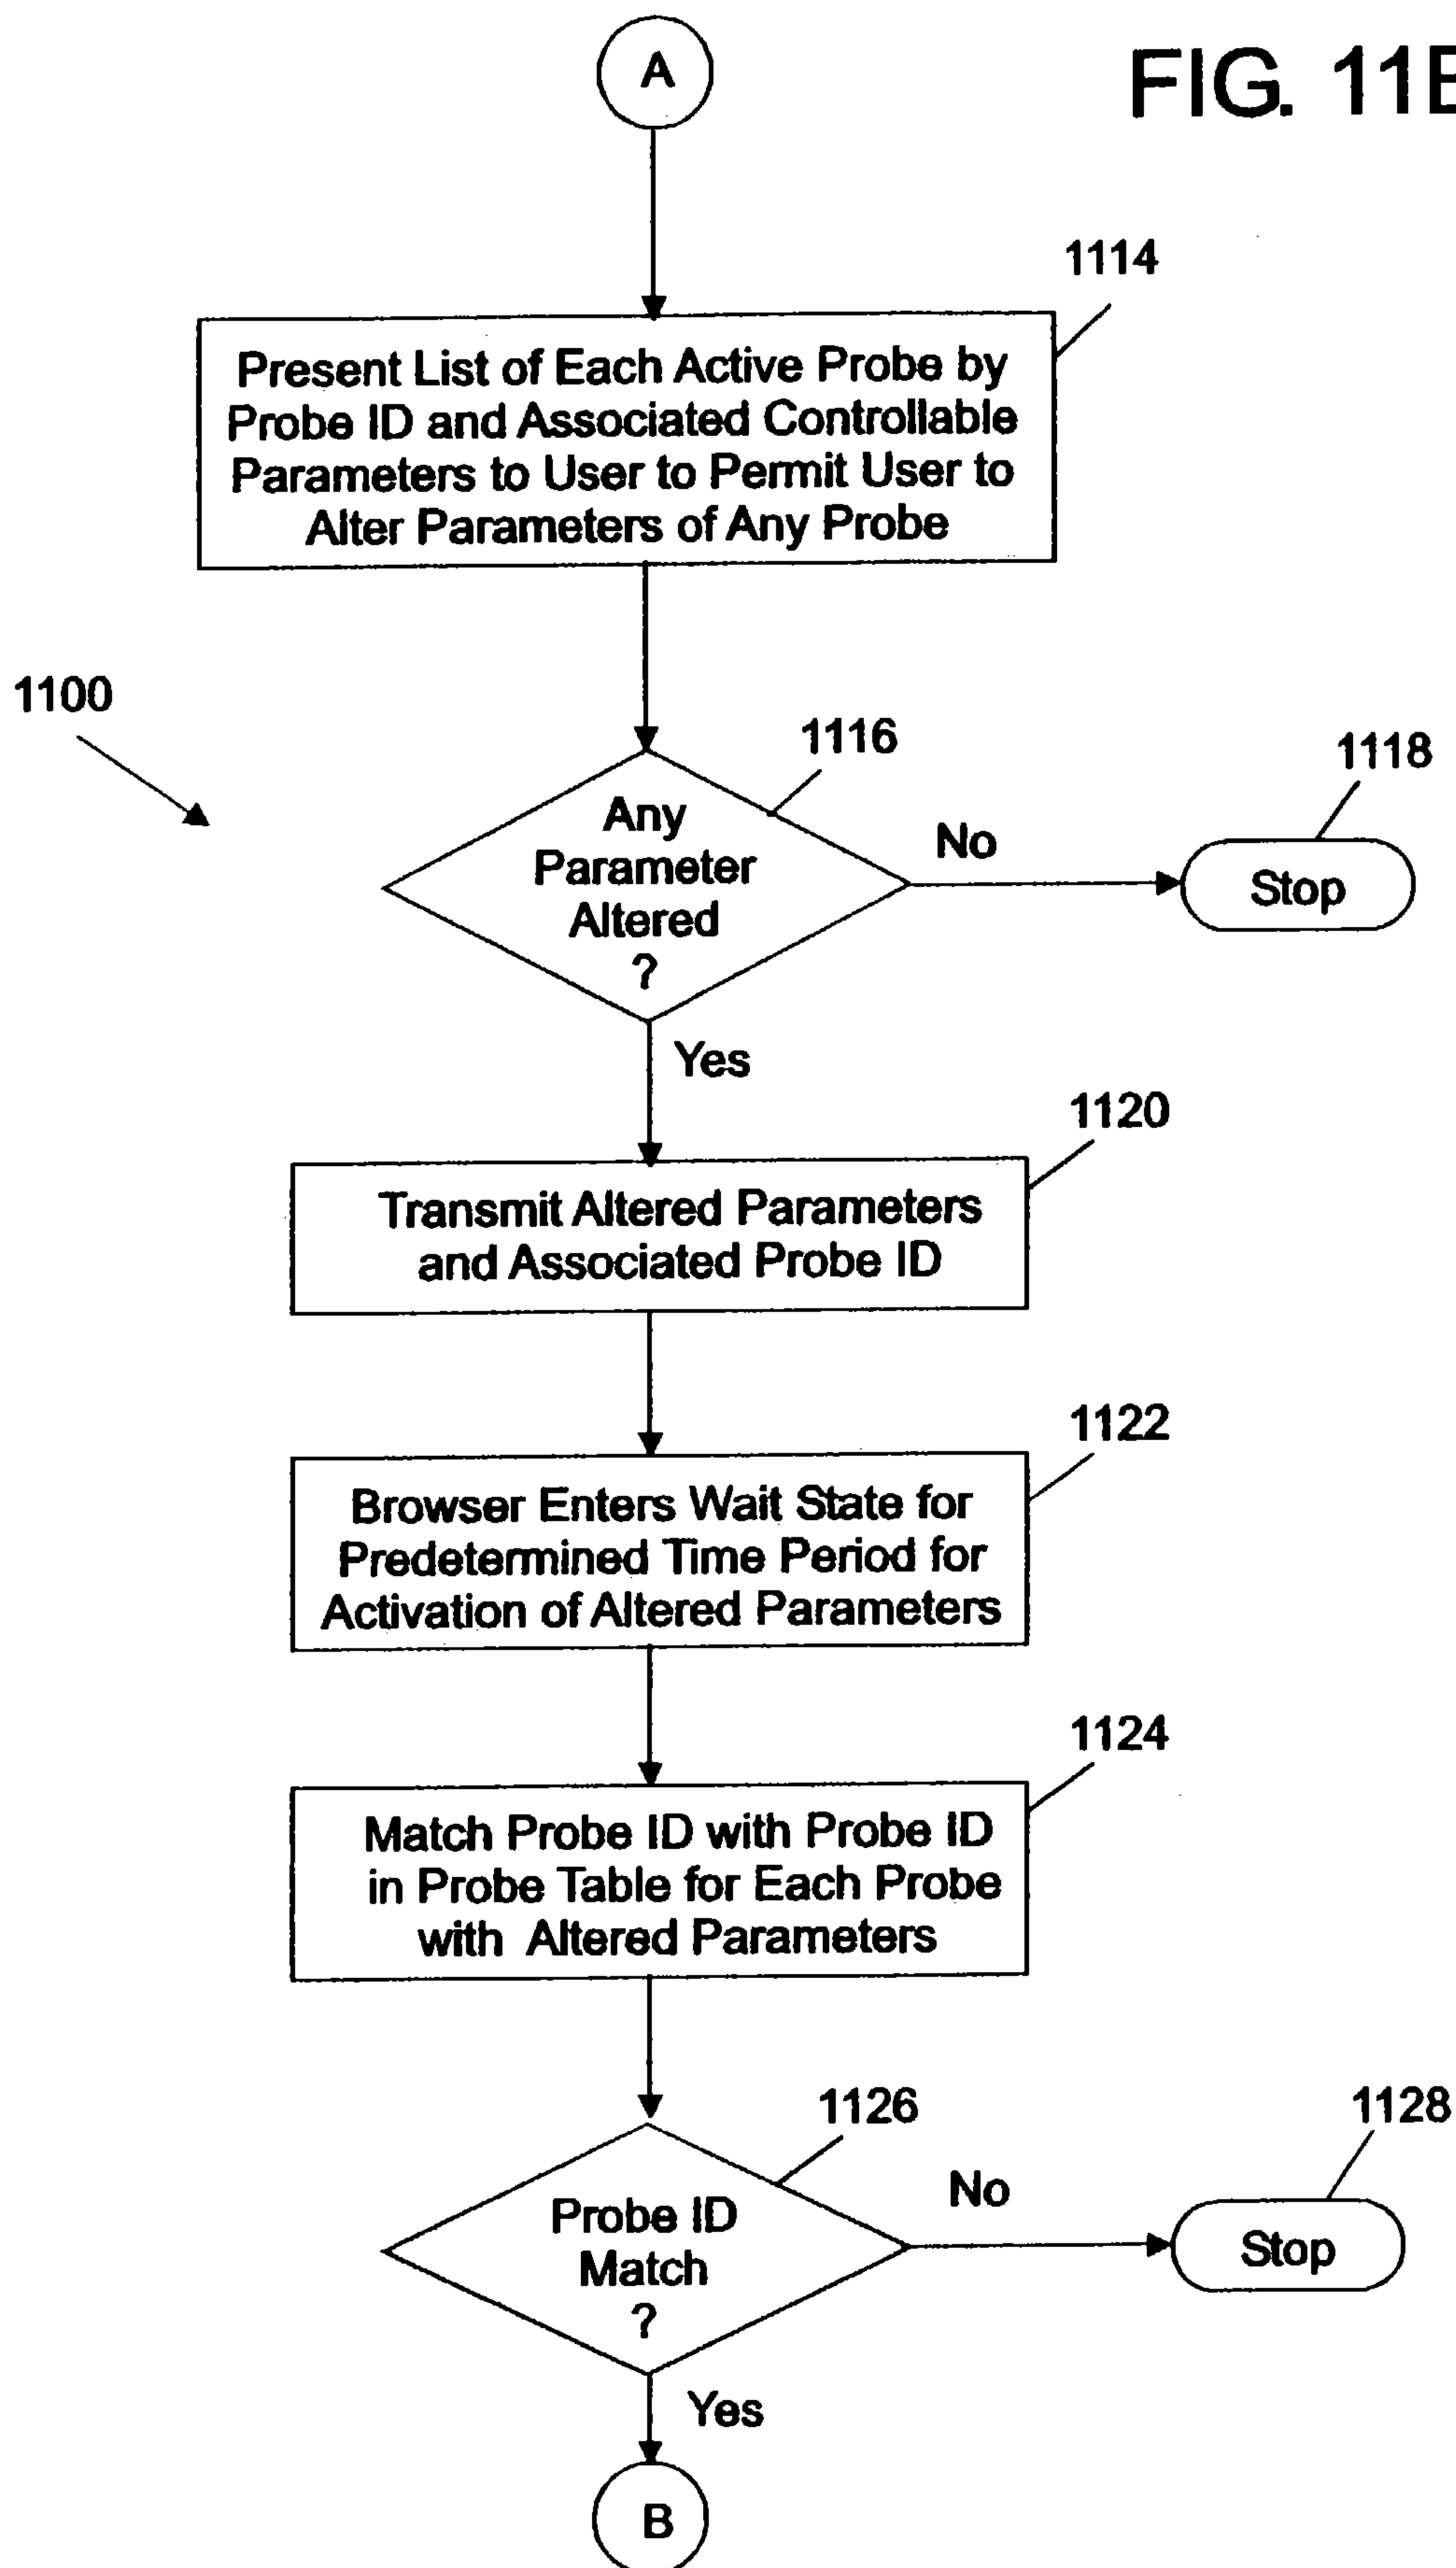 A
FIG. 11B
1114
Present List of Each Active Probe by
Probe ID and Associated Controllable
Parameters to User to Permit User to
Alter Parameters of Any Probe
1100
1116
Any
Parameter
Altered
?
No
1118
Stop
Yes
1120
Transmit Altered Parameters
and Associated Probe ID
1122
Browser Enters Wait State for
Predetermined Time Period for
Activation of Altered Parameters
1124
Match Probe ID with Probe ID
in Probe Table for Each Probe
with Altered Parameters
1126
Probe ID
Match
?
No
1128
Stop
Yes
B